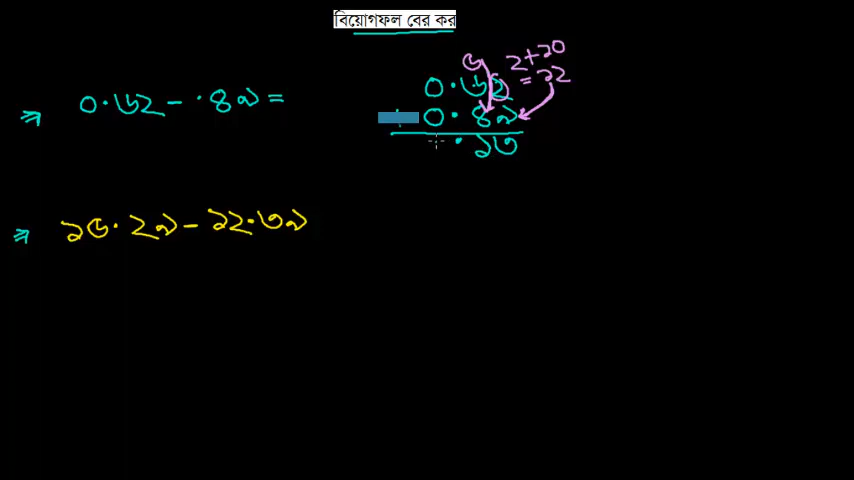 বিয়োগফল বের কর
৫ ২+১০
= ১২
০.৬২ - .৪৯ =
০.৬২
০.৪৯
.১৩
১৫.২৯ - ১২.৩৯